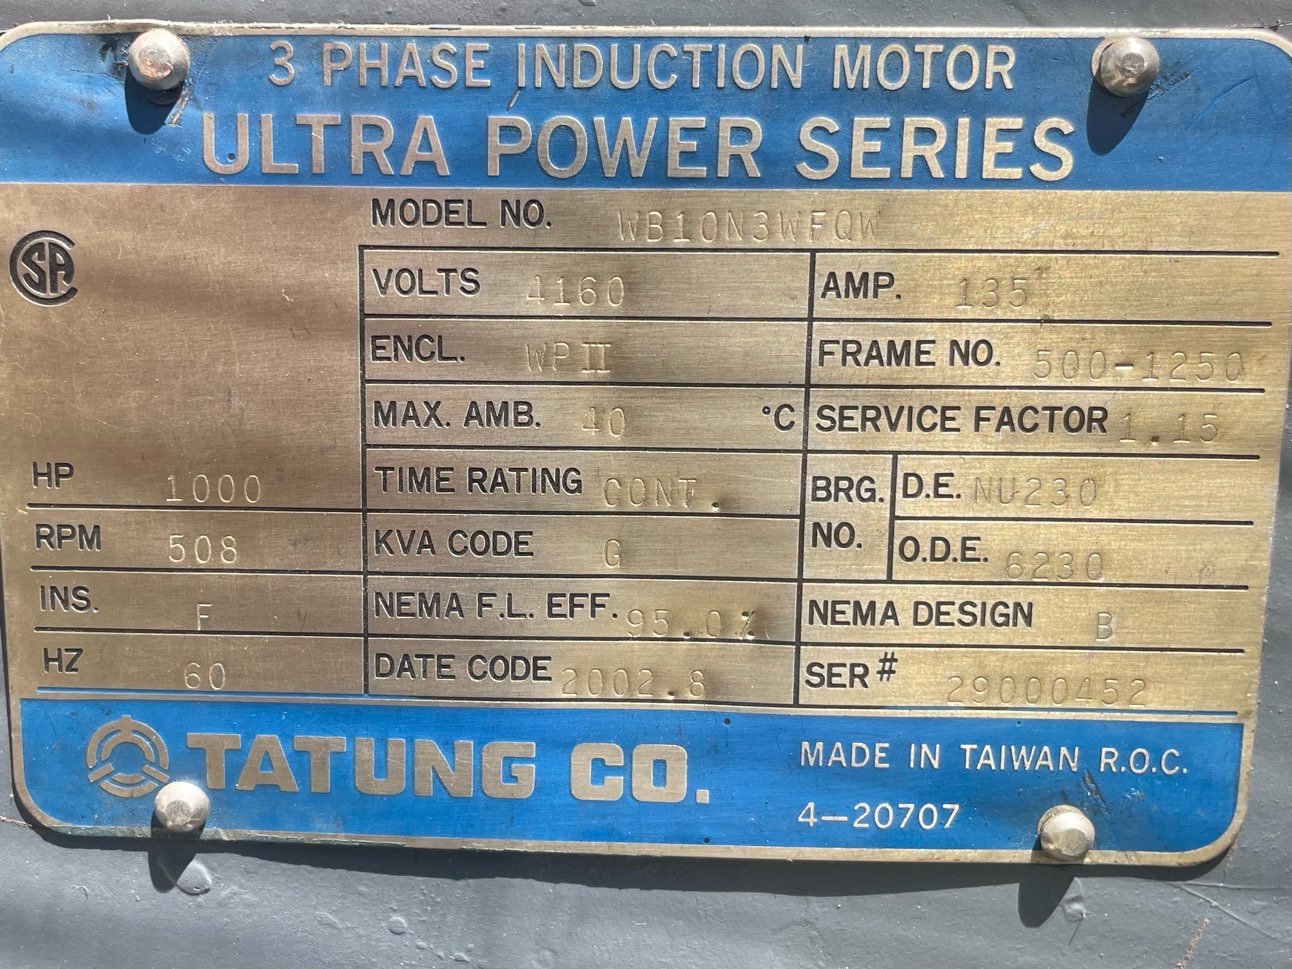 3 PHASE INDUCTION MOTOR
ULTRA POWER SERIES
MODEL NO. WB10N3WFQW
SA
VOLTS 4160 AMP. 135
ENCL. WPII FRAME NO. 500-1250
MAX. AMB. 40 °C SERVICE FACTOR 1.15
HP 1000 TIME RATING CONT. BRG. NO. D.E. NU230
RPM 508 KVA CODE G O.D.E. 6230
INS. F NEMA F.L. EFF. 95.0% NEMA DESIGN B
HZ 60 DATE CODE 2002.8 SER# 29000452
TATUNG CO. MADE IN TAIWAN R.O.C.
4-20707